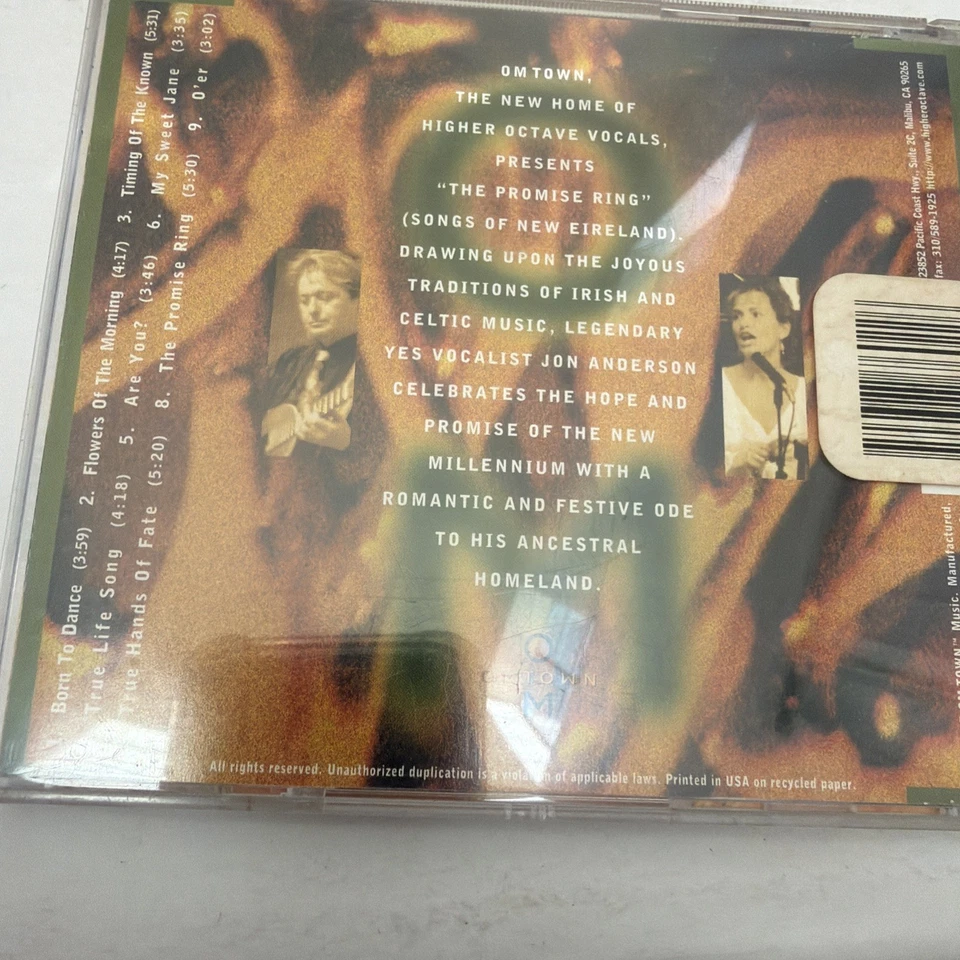 OMTOWN,
THE NEW HOME OF
HIGHER OCTAVE VOCALS,
PRESENTS
“THE PROMISE RING”
(SONGS OF NEW EIRELAND).
DRAWING UPON THE JOYOUS
TRADITIONS OF IRISH AND
CELTIC MUSIC, LEGENDARY
YES VOCALIST JON ANDERSON
CELEBRATES THE HOPE AND
PROMISE OF THE NEW
MILLENNIUM WITH A
ROMANTIC AND FESTIVE ODE
TO HIS ANCESTRAL
HOMELAND.
Born To Dance (3:59) 2. Flowers Of The Morning (4:17) 3. Timing Of The Known (5:31)
True Life Song (4:18) 5. Are You? (3:46) 6. My Sweet Jane (3:35)
True Hands Of Fate (5:20) 8. The Promise Ring (5:30) 9. O'er (3:02)
23852 Pacific Coast Hwy., Suite 2C, Malibu, CA 90265
fax: 310/589-1925 http://www.higheroctave.com
TOWN™ Music. Manufactured,
OM
TOWN
All rights reserved. Unauthorized duplication is a violation of applicable laws. Printed in USA on recycled paper.